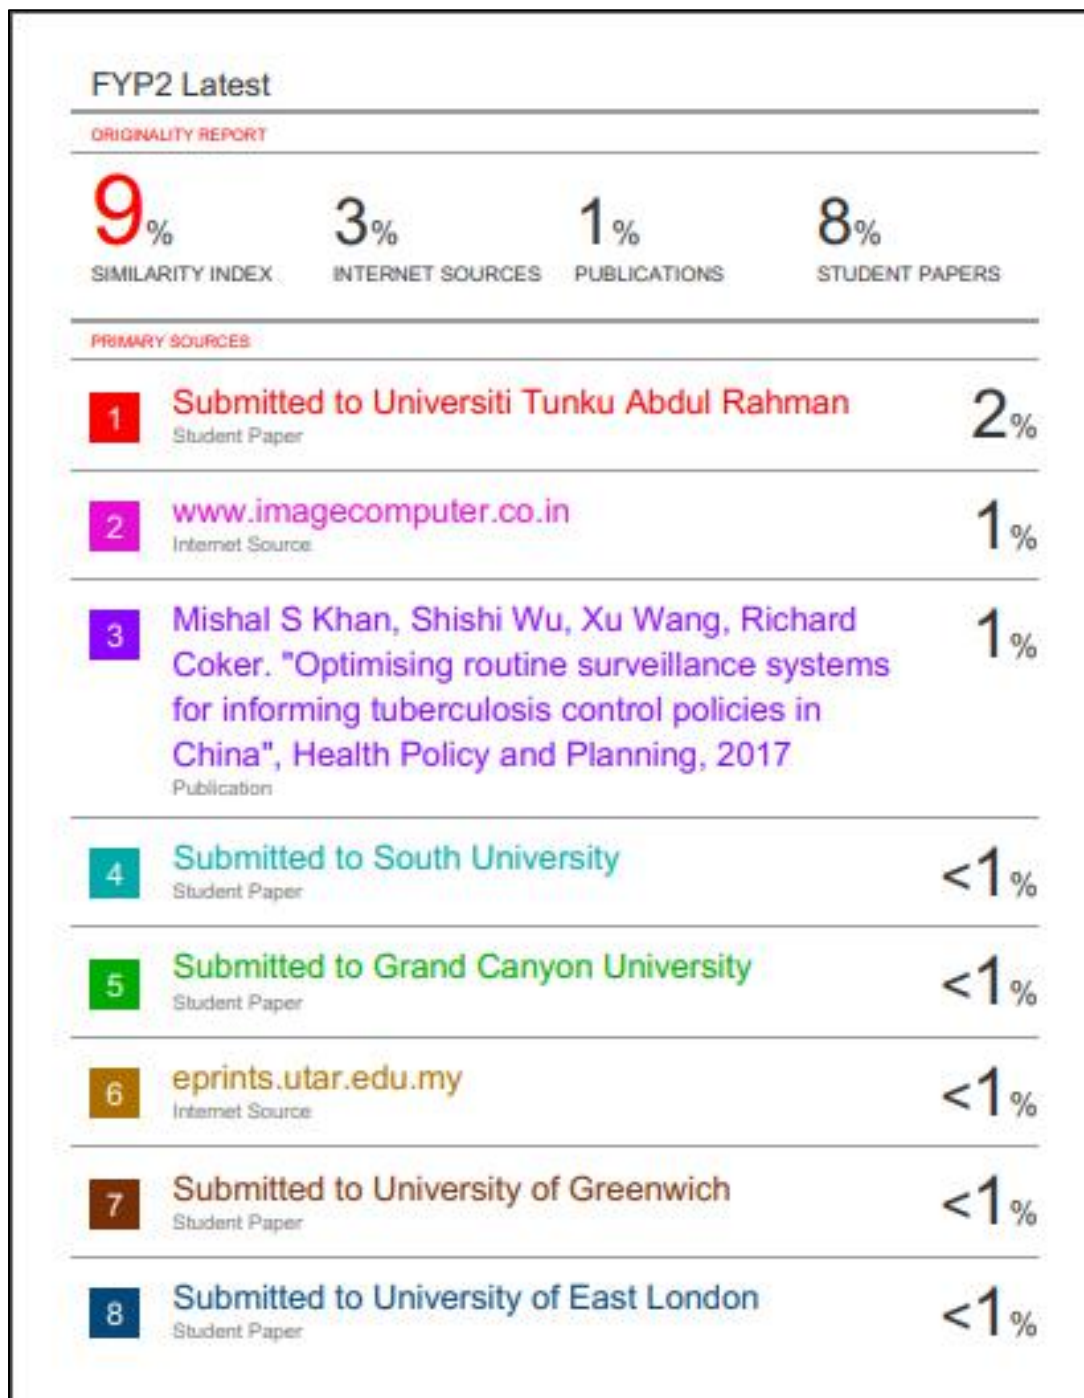 FYP2 Latest
ORIGINALITY REPORT
9% 3% 1% 8%
SIMILARITY INDEX INTERNET SOURCES PUBLICATIONS STUDENT PAPERS
PRIMARY SOURCES
1 Submitted to Universiti Tunku Abdul Rahman 2%
Student Paper
2 www.imagecomputer.co.in 1%
Internet Source
3 Mishal S Khan, Shishi Wu, Xu Wang, Richard 1%
Coker. "Optimising routine surveillance systems
for informing tuberculosis control policies in
China", Health Policy and Planning, 2017
Publication
4 Submitted to South University <1%
Student Paper
5 Submitted to Grand Canyon University <1%
Student Paper
6 eprints.utar.edu.my <1%
Internet Source
7 Submitted to University of Greenwich <1%
Student Paper
8 Submitted to University of East London <1%
Student Paper